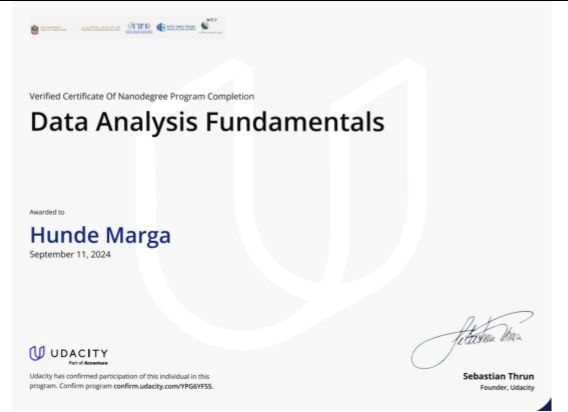 Verified Certificate Of Nanodegree Program Completion
Data Analysis Fundamentals
Awarded to
Hunde Marga
September 11, 2024
UDACITY
Part of Accenture
Udacity has confirmed participation of this individual in this
program. Confirm program confirm.udacity.com/YPG6YF55.
Sebastian Thrun
Founder, Udacity